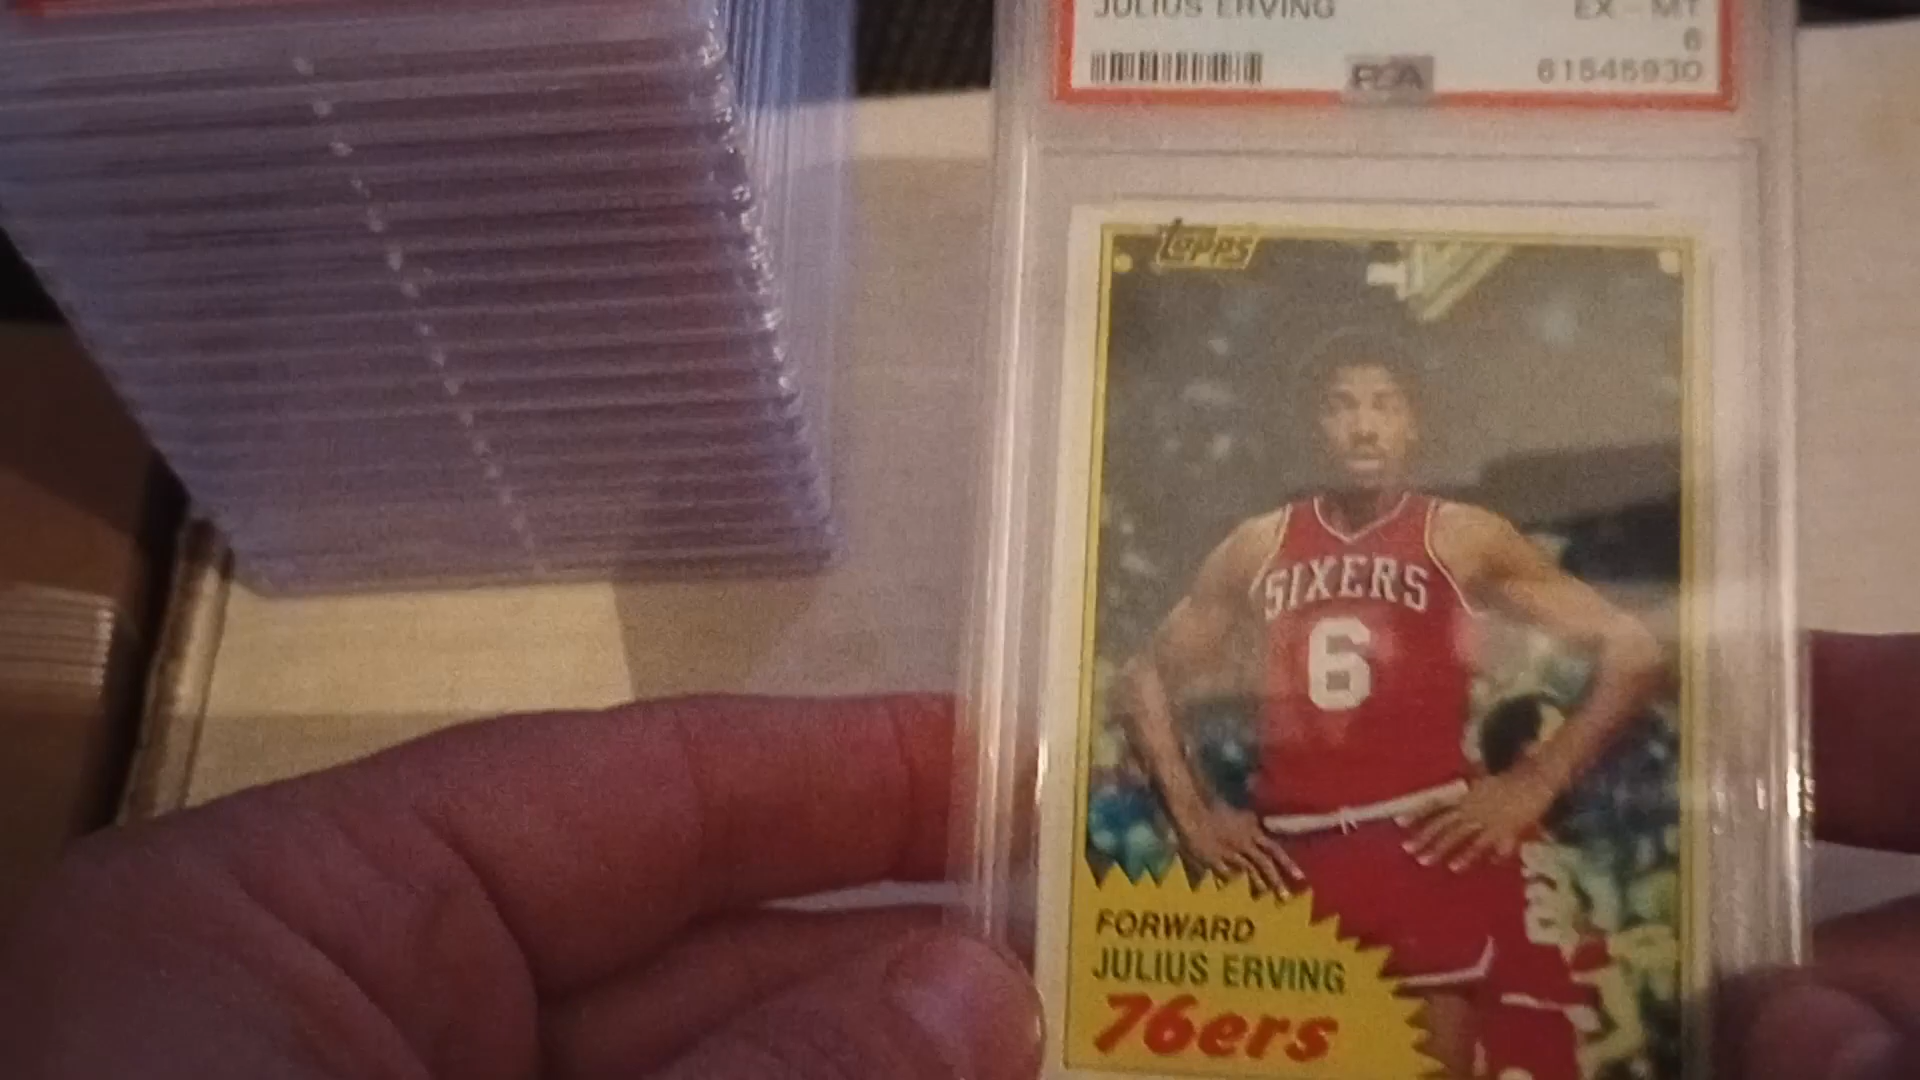 JULIUS ERVING EX - MT
6
PSA 61545930
Topps
SIXERS
6
FORWARD
JULIUS ERVING
76ers